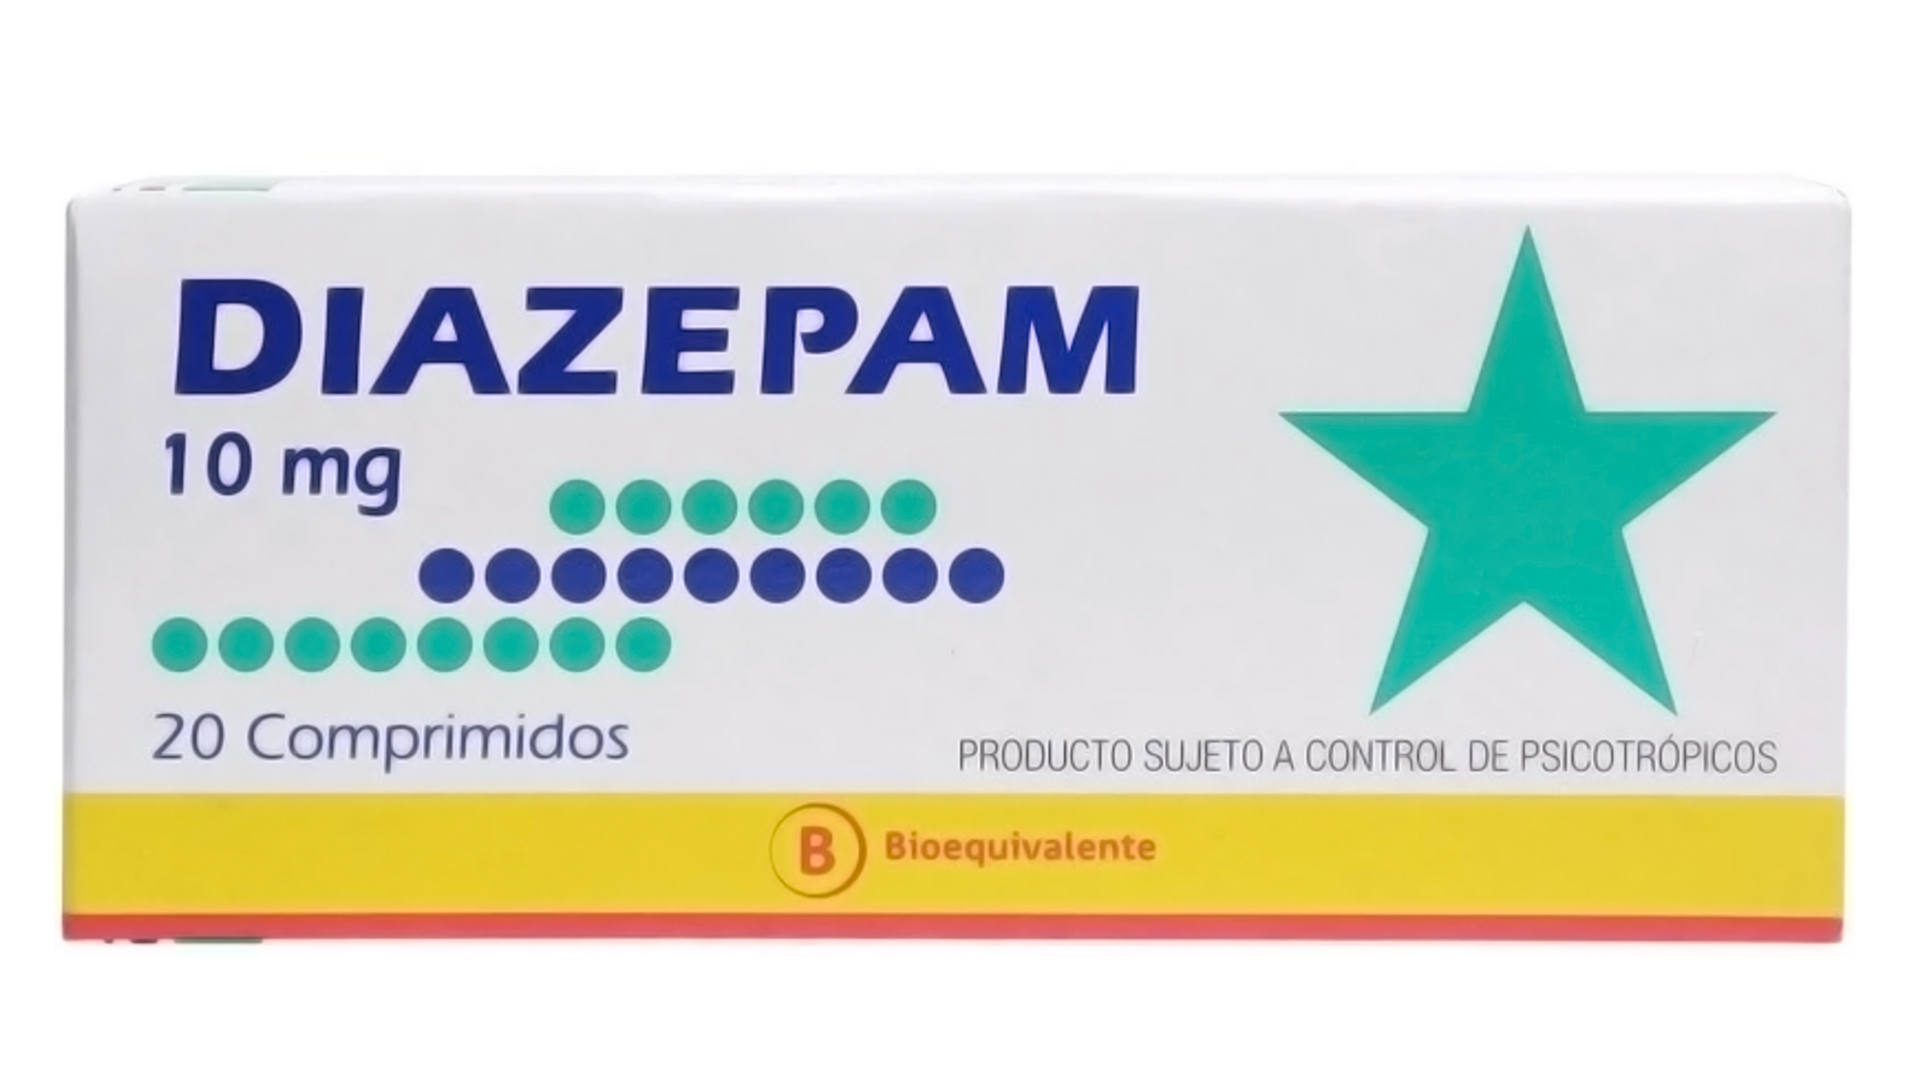 DIAZEPAM
10 mg
20 Comprimidos
PRODUCTO SUJETO A CONTROL DE PSICOTRÓPICOS
B Bioequivalente